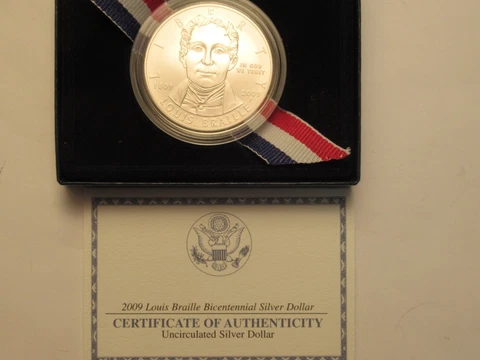 LIBERTY
IN GOD
WE TRUST
1809
2009
LOUIS BRAILLE
2009 Louis Braille Bicentennial Silver Dollar
CERTIFICATE OF AUTHENTICITY
Uncirculated Silver Dollar